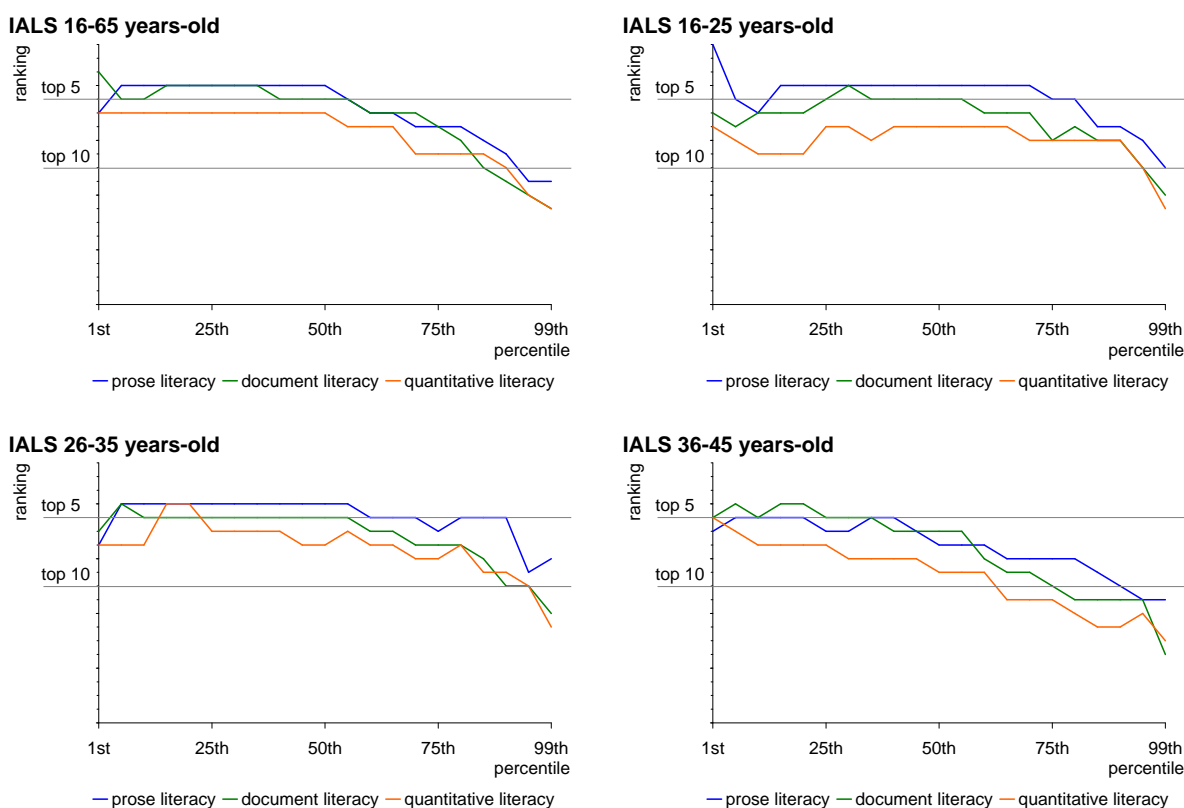 IALS 16-65 years-old
ranking
top 5
top 10
1st 25th 50th 75th 99th
percentile
prose literacy document literacy quantitative literacy
IALS 16-25 years-old
ranking
top 5
top 10
1st 25th 50th 75th 99th
percentile
prose literacy document literacy quantitative literacy
IALS 26-35 years-old
ranking
top 5
top 10
1st 25th 50th 75th 99th
percentile
prose literacy document literacy quantitative literacy
IALS 36-45 years-old
ranking
top 5
top 10
1st 25th 50th 75th 99th
percentile
prose literacy document literacy quantitative literacy